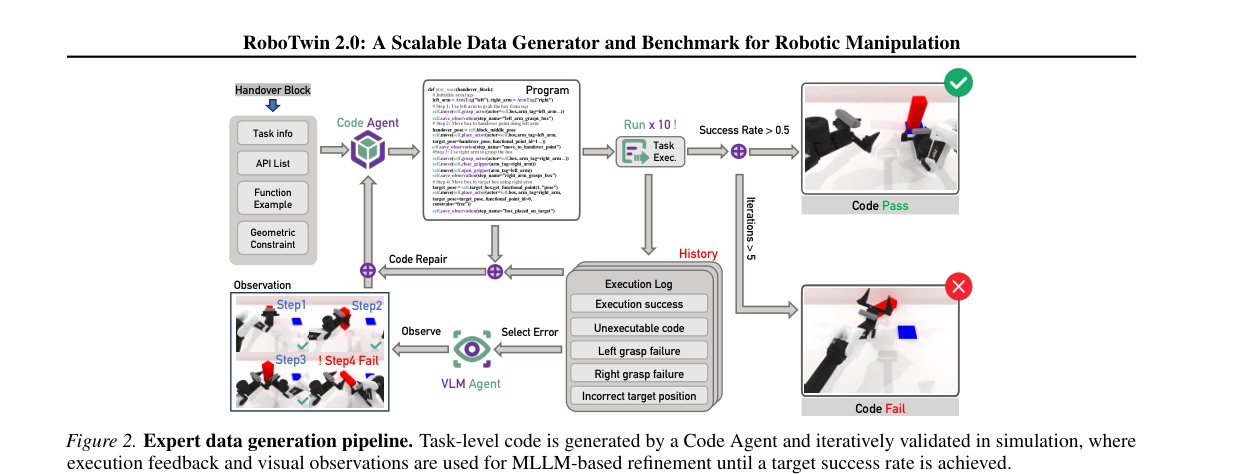 RoboTwin 2.0: A Scalable Data Generator and Benchmark for Robotic Manipulation
Handover Block
Task info
API List
Function
Example
Geometric
Constraint
Code Agent
Program
Run x 10 !
Task
Exec.
Success Rate > 0.5
Iterations > 5
Code Pass
Code Fail
History
Execution Log
Execution success
Unexecutable code
Left grasp failure
Right grasp failure
Incorrect target position
Code Repair
Select Error
VLM Agent
Observe
Observation
Step1
Step2
Step3
! Step4 Fail
Figure 2. Expert data generation pipeline. Task-level code is generated by a Code Agent and iteratively validated in simulation, where
execution feedback and visual observations are used for MLLM-based refinement until a target success rate is achieved.